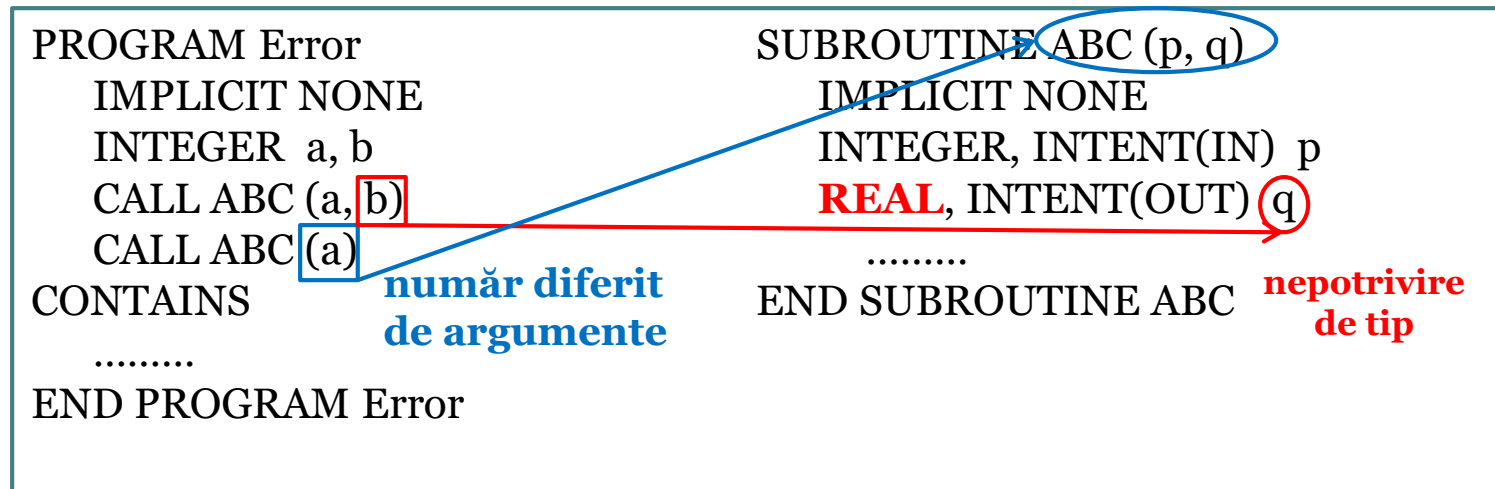 PROGRAM Error
IMPLICIT NONE
INTEGER a, b
CALL ABC (a, b)
CALL ABC (a)
CONTAINS
.........
END PROGRAM Error
număr diferit
de argumente
SUBROUTINE ABC (p, q)
IMPLICIT NONE
INTEGER, INTENT(IN) p
REAL, INTENT(OUT) q
.........
END SUBROUTINE ABC
nepotrivire
de tip